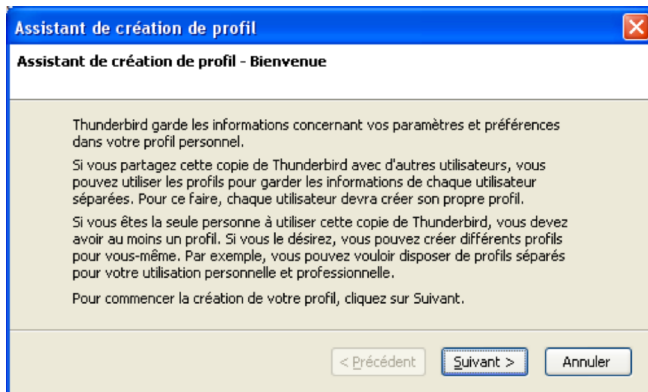 Assistant de création de profil
Assistant de création de profil - Bienvenue
Thunderbird garde les informations concernant vos paramètres et préférences
dans votre profil personnel.
Si vous partagez cette copie de Thunderbird avec d'autres utilisateurs, vous
pouvez utiliser les profils pour garder les informations de chaque utilisateur
séparées. Pour ce faire, chaque utilisateur devra créer son propre profil.
Si vous êtes la seule personne à utiliser cette copie de Thunderbird, vous devez
avoir au moins un profil. Si vous le désirez, vous pouvez créer différents profils
pour vous-même. Par exemple, vous pouvez vouloir disposer de profils séparés
pour votre utilisation personnelle et professionnelle.
Pour commencer la création de votre profil, cliquez sur Suivant.
< Précédent Suivant > Annuler